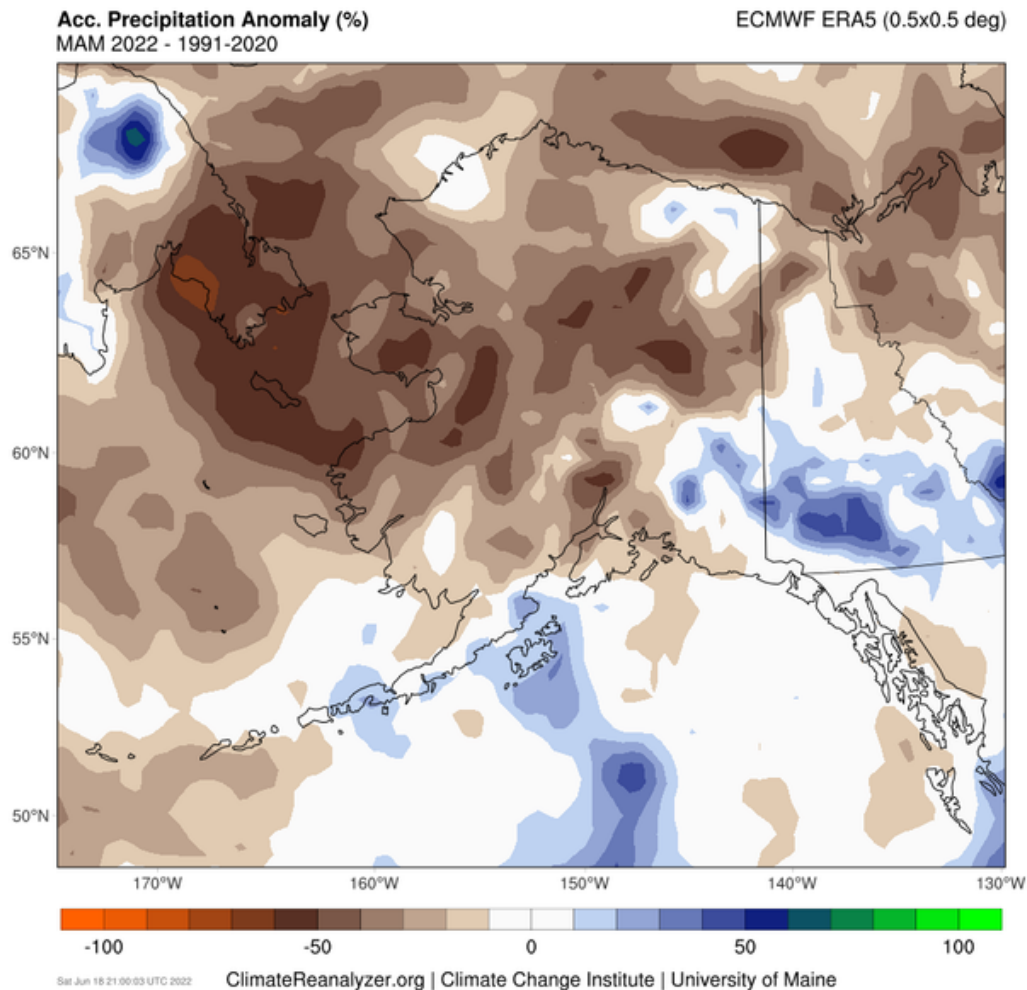 Acc. Precipitation Anomaly (%)
ECMWF ERA5 (0.5x0.5 deg)
MAM 2022 - 1991-2020
65°N
60°N
55°N
50°N
170°W
160°W
150°W
140°W
130°W
-100
-50
0
50
100
Sat Jun 18 21:00:03 UTC 2022
ClimateReanalyzer.org | Climate Change Institute | University of Maine